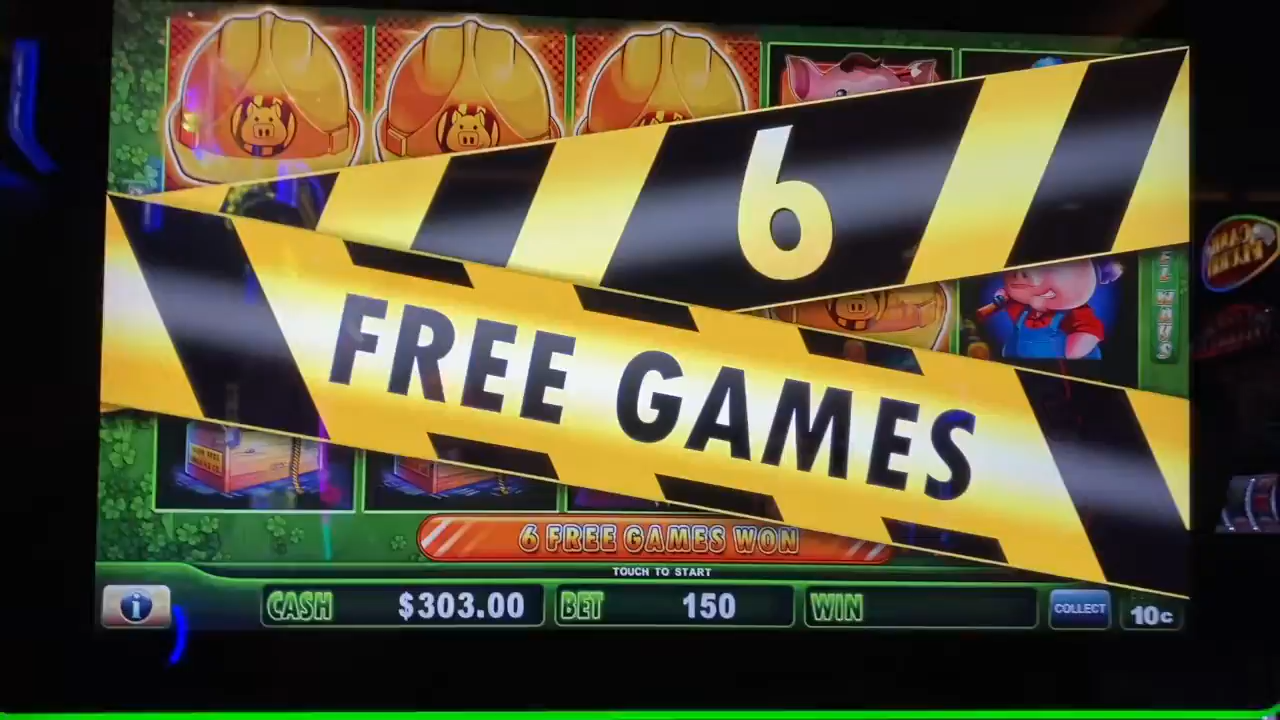 6
FREE GAMES
6 FREE GAMES WON
TOUCH TO START
CASH $303.00 BET 150 WIN COLLECT 10c